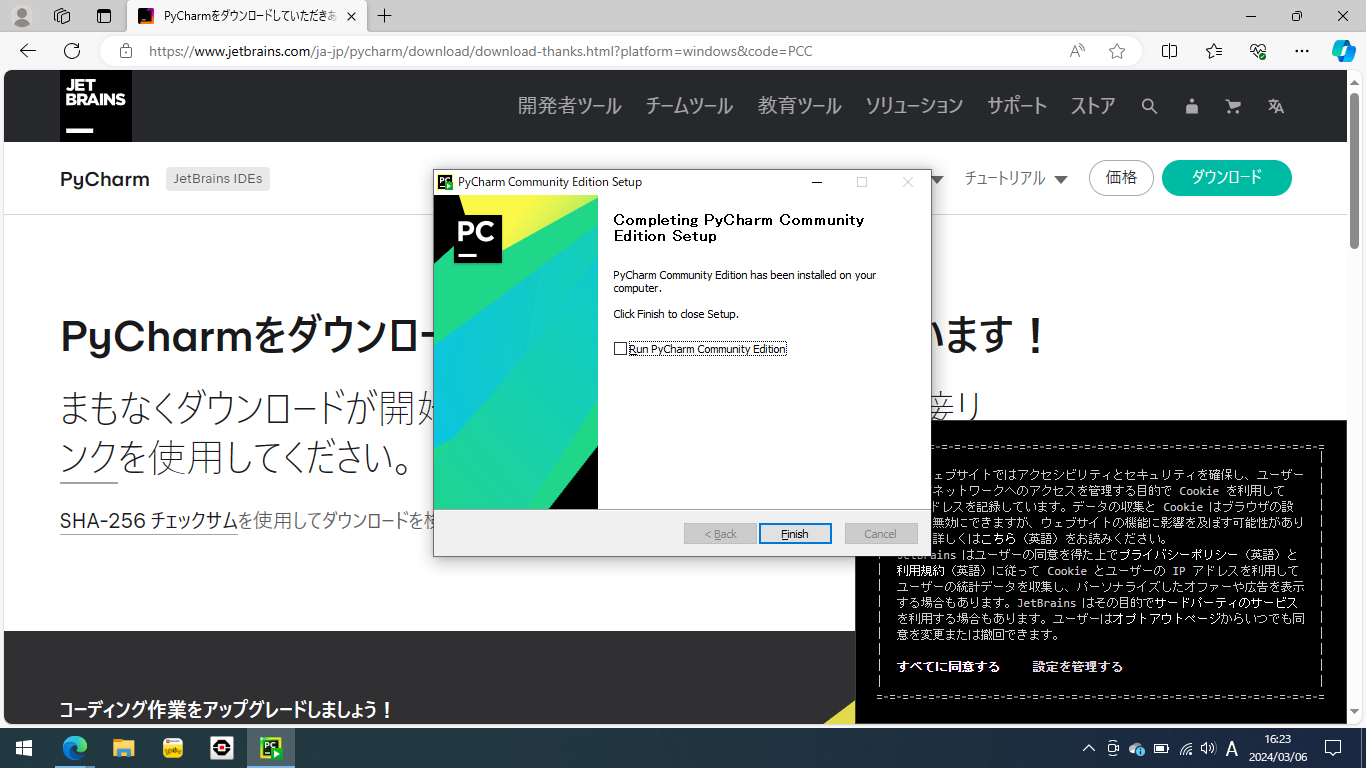 PyCharmをダウンロードしていただきあ
https://www.jetbrains.com/ja-jp/pycharm/download/download-thanks.html?platform=windows&code=PCC
JET
BRAINS
開発者ツール チームツール 教育ツール ソリューション サポート ストア
PyCharm JetBrains IDEs
チュートリアル 価格 ダウンロード
PyCharm Community Edition Setup
PC
Completing PyCharm Community
Edition Setup
PyCharm Community Edition has been installed on your
computer.
Click Finish to close Setup.
Run PyCharm Community Edition
< Back Finish Cancel
PyCharmをダウンロー
います！
まもなくダウンロードが開始
接リ
ンクを使用してください。
SHA-256 チェックサムを使用してダウンロードを検
ェブサイトではアクセシビリティとセキュリティを確保し、ユーザー
ネットワークへのアクセスを管理する目的で Cookie を利用して
ドレスを記録しています。データの収集と Cookie はブラウザの設
無効にできますが、ウェブサイトの機能に影響を及ぼす可能性があり
詳しくはこちら（英語）をお読みください。
JetBrains はユーザーの同意を得た上でプライバシーポリシー（英語）と
利用規約（英語）に従って Cookie とユーザーの IP アドレスを利用して
ユーザーの統計データを収集し、パーソナライズしたオファーや広告を表示
する場合もあります。JetBrains はその目的でサードパーティのサービス
を利用する場合もあります。ユーザーはオプトアウトページからいつでも同
意を変更または撤回できます。
すべてに同意する 設定を管理する
コーディング作業をアップグレードしましょう！
PC
A
16:23
2024/03/06